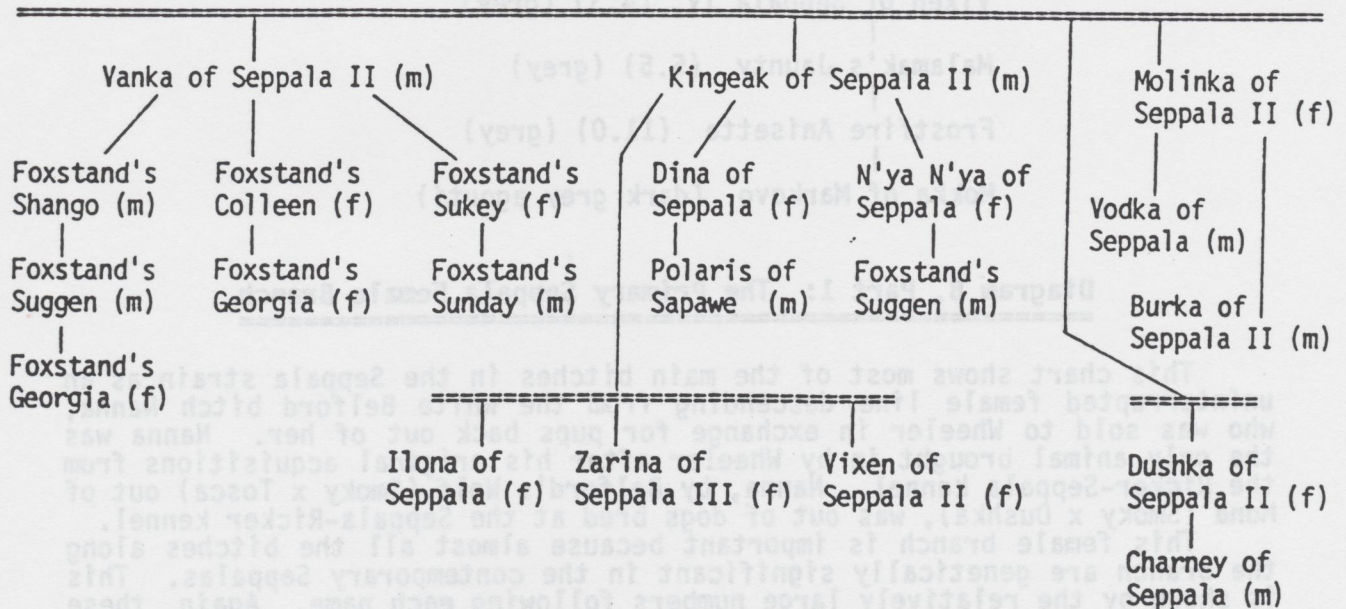 Vanka of Seppala II (m)
Kingeak of Seppala II (m)
Molinka of
Seppala II (f)
Foxstand's
Shango (m)
Foxstand's
Colleen (f)
Foxstand's
Sukey (f)
Dina of
Seppala (f)
N'ya N'ya of
Seppala (f)
Vodka of
Seppala (m)
Foxstand's
Suggen (m)
Foxstand's
Georgia (f)
Foxstand's
Sunday (m)
Polaris of
Sapawe (m)
Foxstand's
Suggen (m)
Burka of
Seppala II (m)
Foxstand's
Georgia (f)
Ilona of
Seppala (f)
Zarina of
Seppala III (f)
Vixen of
Seppala II (f)
Dushka of
Seppala II (f)
Charney of
Seppala (m)